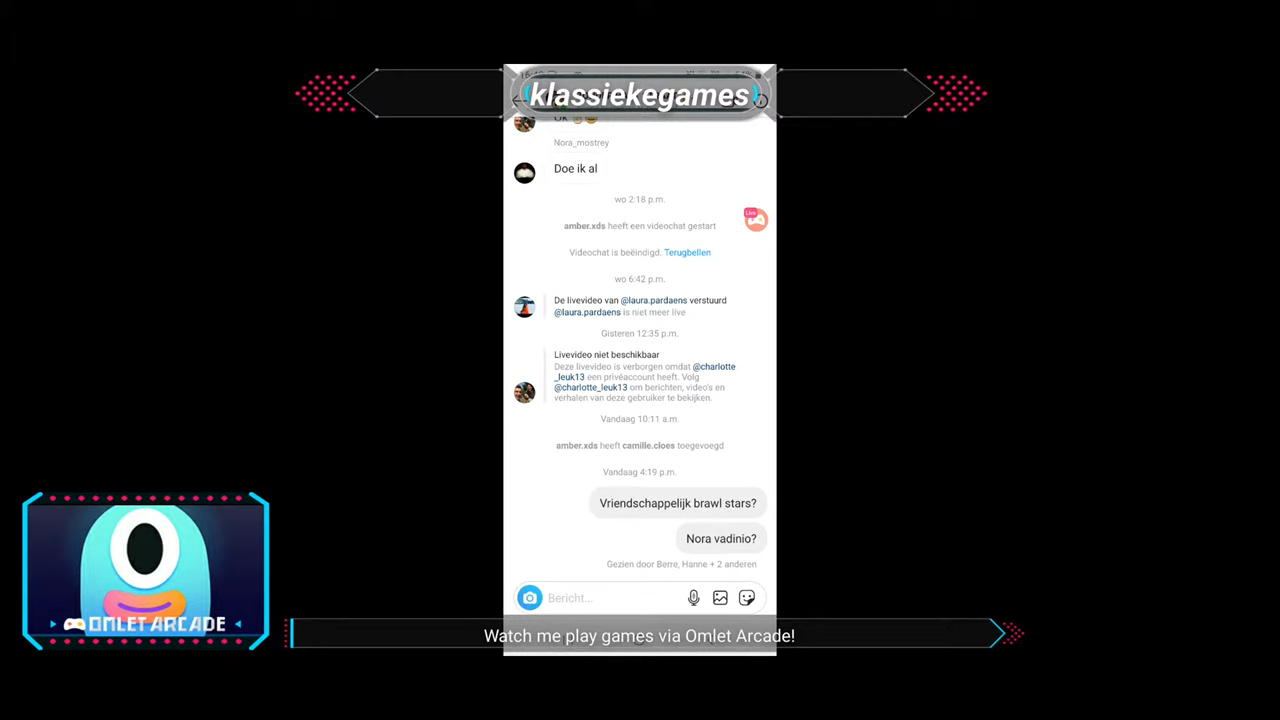 klassiekegames
Ok
Nora_mostrey
Doe ik al
wo 2:18 p.m.
Live
amber.xds heeft een videochat gestart
Videochat is beëindigd. Terugbellen
wo 6:42 p.m.
De livevideo van @laura.pardaens verstuurd
@laura.pardaens is niet meer live
Gisteren 12:35 p.m.
Livevideo niet beschikbaar
Deze livevideo is verborgen omdat @charlotte
_leuk13 een privéaccount heeft. Volg
@charlotte_leuk13 om berichten, video's en
verhalen van deze gebruiker te bekijken.
Vandaag 10:11 a.m.
amber.xds heeft camille.cloes toegevoegd
Vandaag 4:19 p.m.
Vriendschappelijk brawl stars?
Nora vadinio?
Gezien door Berre, Hanne + 2 anderen
Bericht...
OMLET ARCADE
Watch me play games via Omlet Arcade!